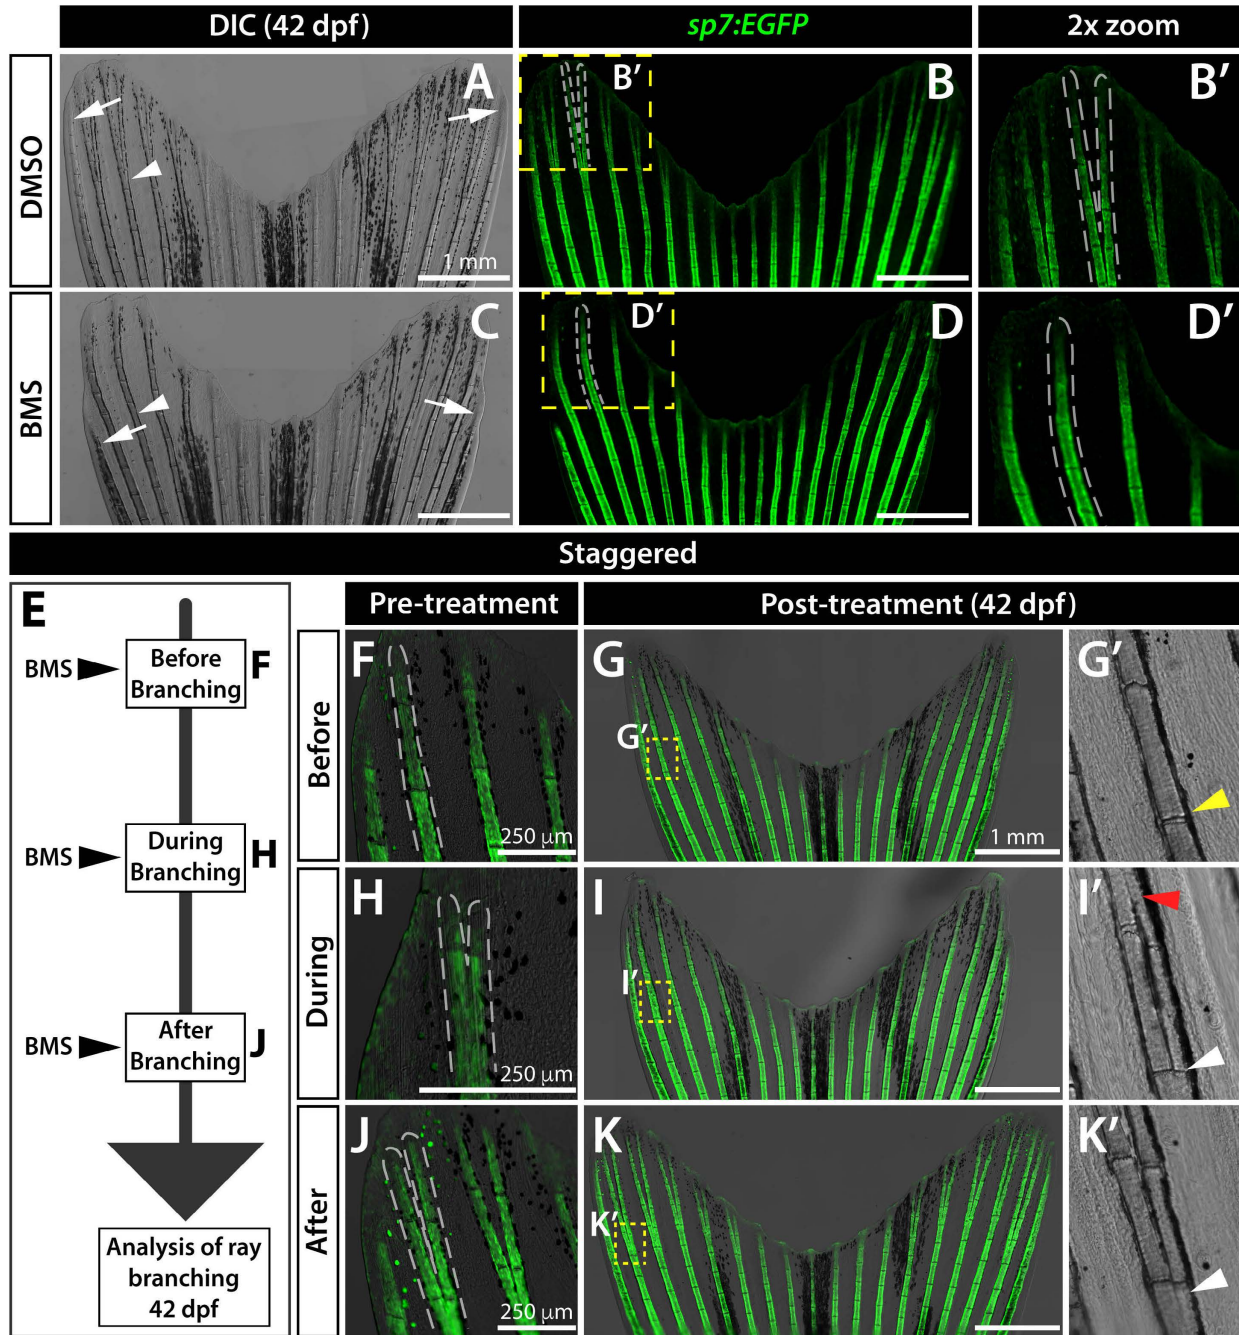 DIC (42 dpf)
sp7:EGFP
2x zoom
DMSO
A
1 mm
B'
B
B'
BMS
C
D'
D
D'
Staggered
E
Pre-treatment
Post-treatment (42 dpf)
BMS
Before
Branching
F
BMS
During
Branching
H
BMS
After
Branching
J
Analysis of ray
branching
42 dpf
Before
F
250 µm
G
G'
1 mm
G'
During
H
250 µm
I
I'
I'
After
J
250 µm
K
K'
K'